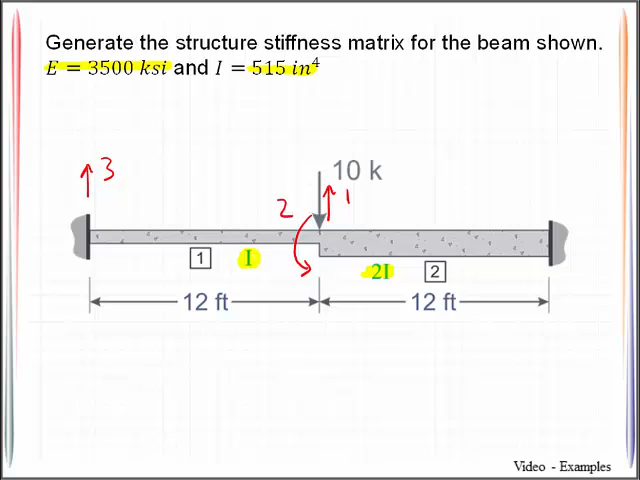 Generate the structure stiffness matrix for the beam shown.
E = 3500 ksi and I = 515 in⁴
3
10 k
2
1
1
I
2I
2
12 ft
12 ft
Video - Examples